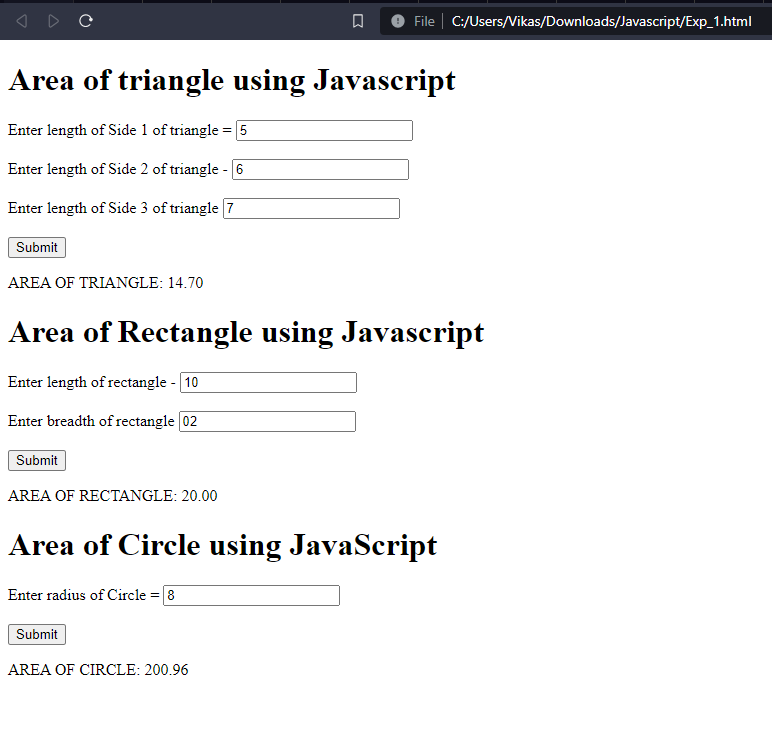 File C:/Users/Vikas/Downloads/Javascript/Exp_1.html
Area of triangle using Javascript
Enter length of Side 1 of triangle = 5
Enter length of Side 2 of triangle - 6
Enter length of Side 3 of triangle 7
Submit
AREA OF TRIANGLE: 14.70
Area of Rectangle using Javascript
Enter length of rectangle - 10
Enter breadth of rectangle 02
Submit
AREA OF RECTANGLE: 20.00
Area of Circle using JavaScript
Enter radius of Circle = 8
Submit
AREA OF CIRCLE: 200.96